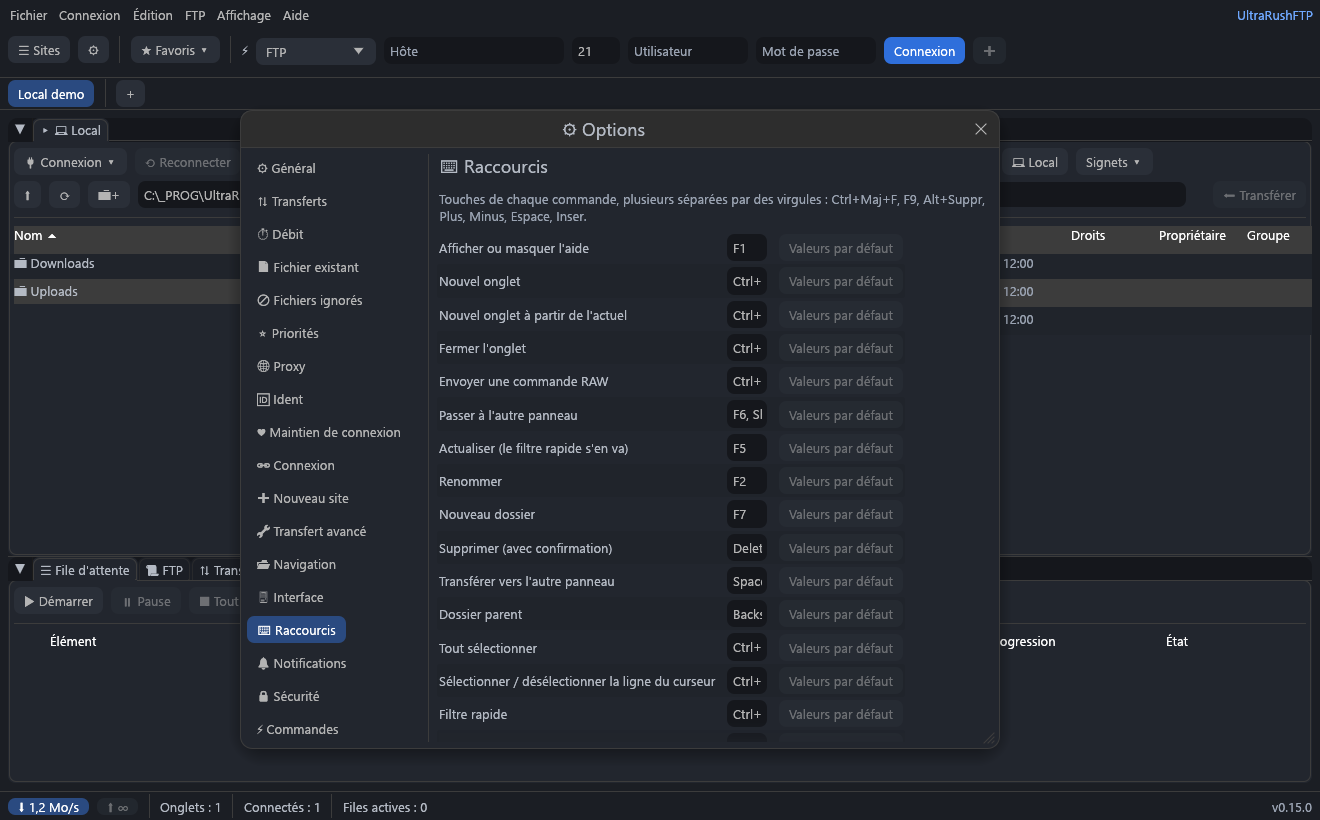 Fichier Connexion Édition FTP Affichage Aide UltraRushFTP
Sites Favoris FTP Hôte 21 Utilisateur Mot de passe Connexion +
Local demo +
Local
Connexion Reconnecter Local Signets
C:\_PROG\UltraR Transférer
Nom Droits Propriétaire Groupe
Downloads 12:00
Uploads 12:00
12:00
File d'attente FTP Trans
Démarrer Pause Tout
Élément ogression État
Options
Général
Transferts
Débit
Fichier existant
Fichiers ignorés
Priorités
Proxy
Ident
Maintien de connexion
Connexion
Nouveau site
Transfert avancé
Navigation
Interface
Raccourcis
Notifications
Sécurité
Commandes
Raccourcis
Touches de chaque commande, plusieurs séparées par des virgules : Ctrl+Maj+F, F9, Alt+Suppr,
Plus, Minus, Espace, Inser.
Afficher ou masquer l'aide F1 Valeurs par défaut
Nouvel onglet Ctrl+ Valeurs par défaut
Nouvel onglet à partir de l'actuel Ctrl+ Valeurs par défaut
Fermer l'onglet Ctrl+ Valeurs par défaut
Envoyer une commande RAW Ctrl+ Valeurs par défaut
Passer à l'autre panneau F6, Sl Valeurs par défaut
Actualiser (le filtre rapide s'en va) F5 Valeurs par défaut
Renommer F2 Valeurs par défaut
Nouveau dossier F7 Valeurs par défaut
Supprimer (avec confirmation) Delet Valeurs par défaut
Transférer vers l'autre panneau Spac Valeurs par défaut
Dossier parent Backs Valeurs par défaut
Tout sélectionner Ctrl+ Valeurs par défaut
Sélectionner / désélectionner la ligne du curseur Ctrl+ Valeurs par défaut
Filtre rapide Ctrl+ Valeurs par défaut
1,2 Mo/s ∞ Onglets : 1 Connectés : 1 Files actives : 0 v0.15.0